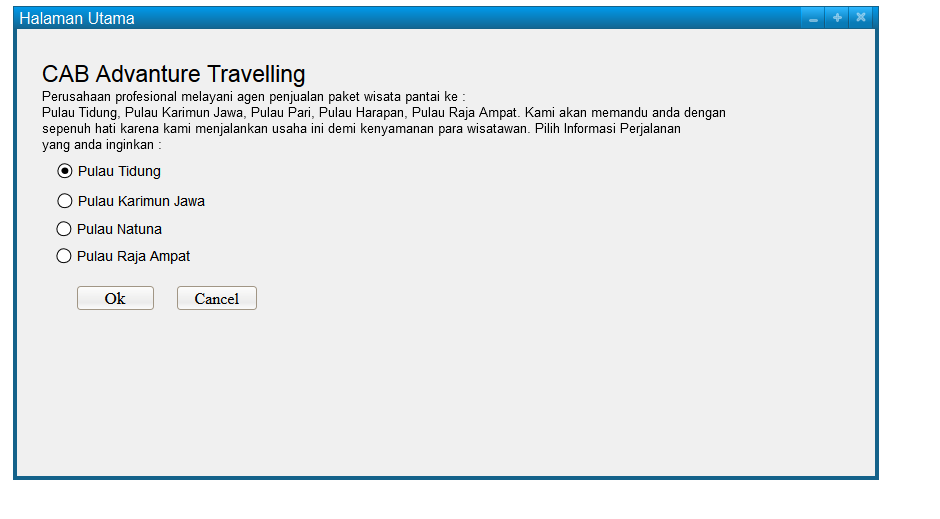 Halaman Utama
CAB Advanture Travelling
Perusahaan profesional melayani agen penjualan paket wisata pantai ke :
Pulau Tidung, Pulau Karimun Jawa, Pulau Pari, Pulau Harapan, Pulau Raja Ampat. Kami akan memandu anda dengan
sepenuh hati karena kami menjalankan usaha ini demi kenyamanan para wisatawan. Pilih Informasi Perjalanan
yang anda inginkan :
Pulau Tidung
Pulau Karimun Jawa
Pulau Natuna
Pulau Raja Ampat
Ok Cancel